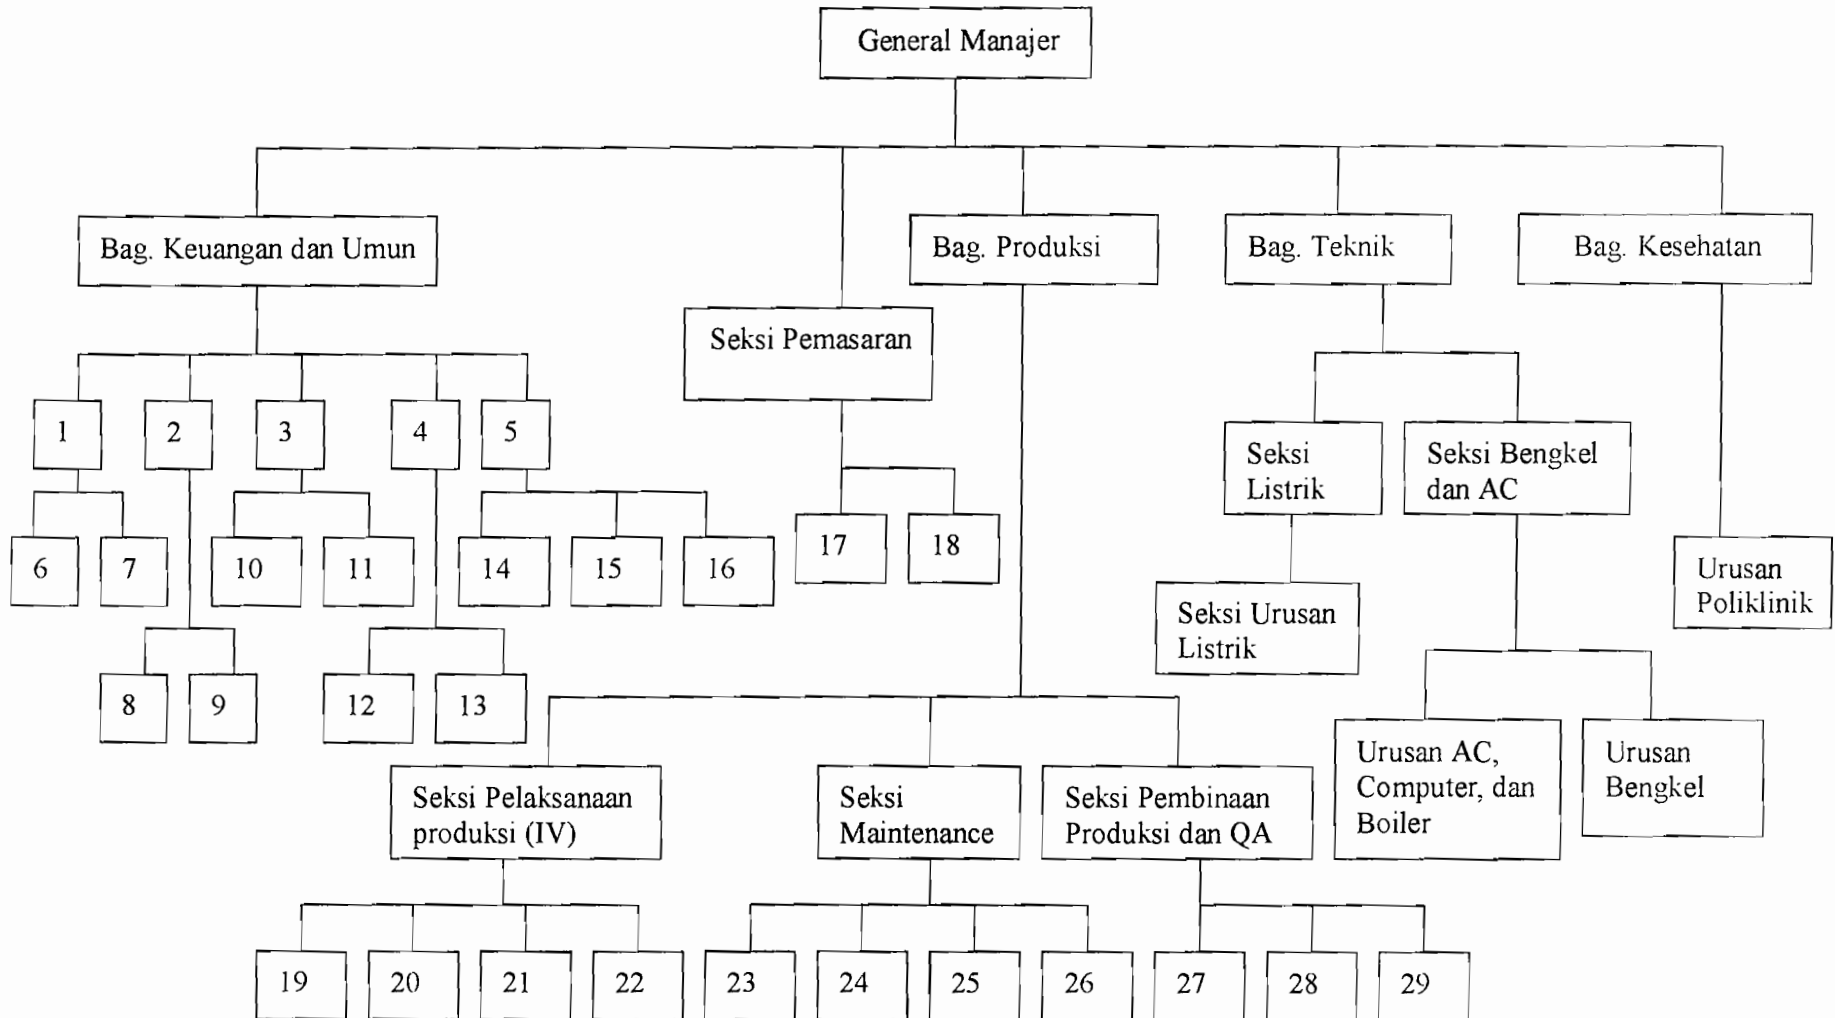 General Manajer
Bag. Keuangan dan Umun
Bag. Produksi
Bag. Teknik
Bag. Kesehatan
Seksi Pemasaran
1
2
3
4
5
Seksi
Listrik
Seksi Bengkel
dan AC
6
7
10
11
14
15
16
17
18
Urusan
Poliklinik
Seksi Urusan
Listrik
8
9
12
13
Urusan AC,
Computer, dan
Boiler
Urusan
Bengkel
Seksi Pelaksanaan
produksi (IV)
Seksi
Maintenance
Seksi Pembinaan
Produksi dan QA
19
20
21
22
23
24
25
26
27
28
29